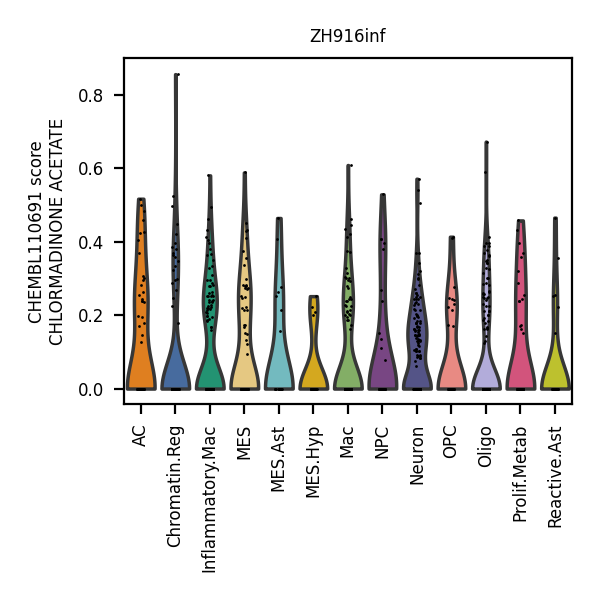 ZH916inf
CHEMBL110691 score
CHLORMADINONE ACETATE
0.8
0.6
0.4
0.2
0.0
AC
Chromatin.Reg
Inflammatory.Mac
MES
MES.Ast
MES.Hyp
Mac
NPC
Neuron
OPC
Oligo
Prolif.Metab
Reactive.Ast